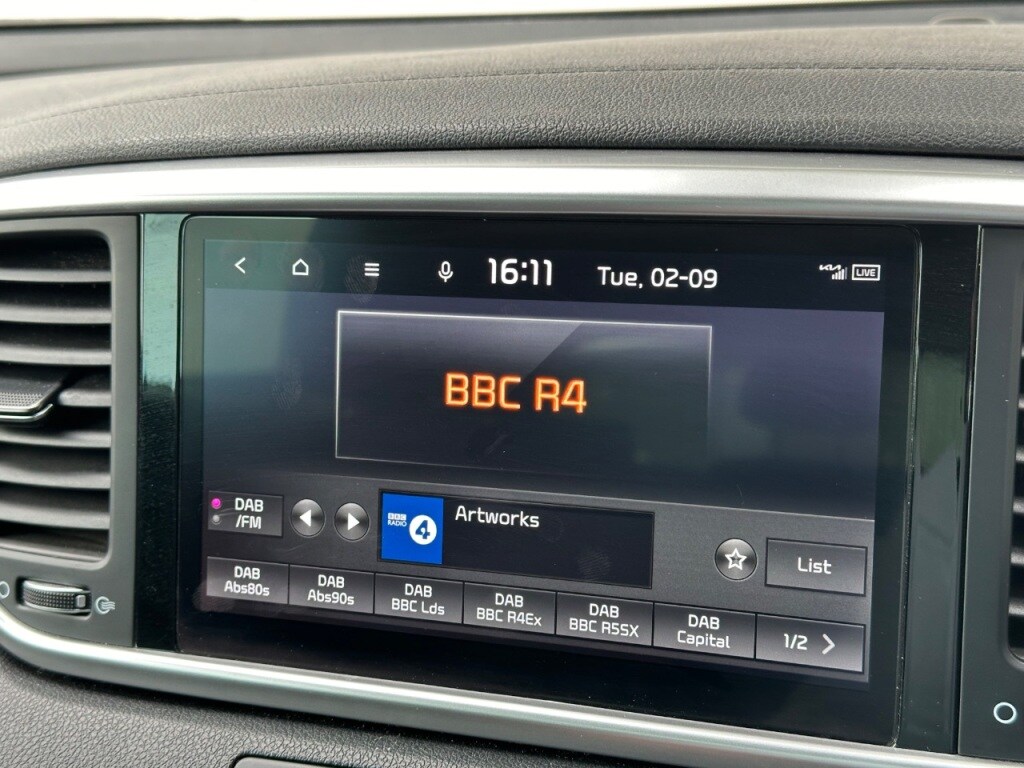 16:11
Tue, 02-09
KIA
LIVE
BBC R4
DAB
/FM
BBC
RADIO
4
Artworks
List
DAB
Abs80s
DAB
Abs90s
DAB
BBC Lds
DAB
BBC R4Ex
DAB
BBC R5SX
DAB
Capital
1/2